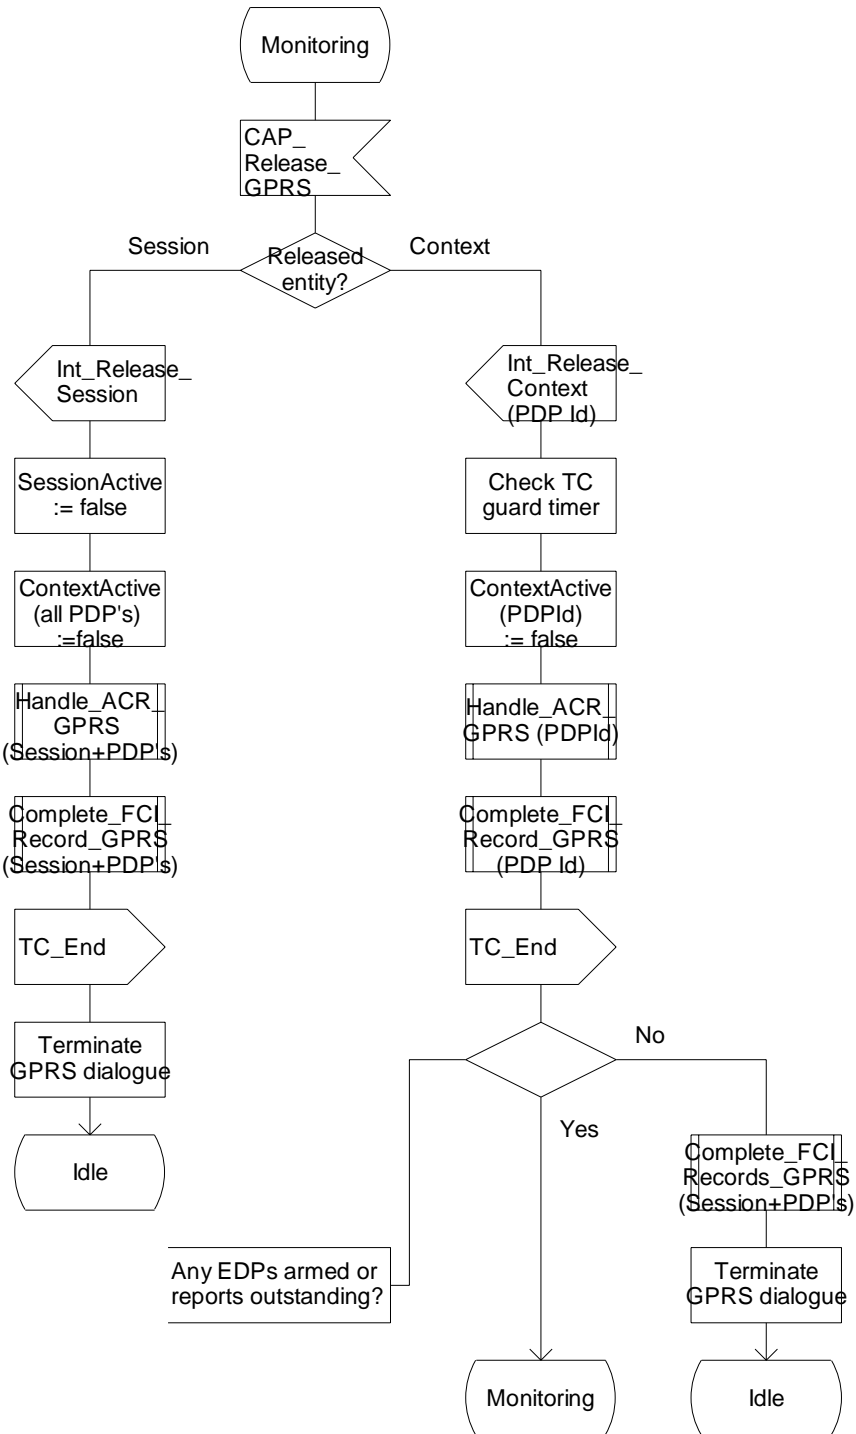 Monitoring
CAP_
Release_
GPRS
Session
Released
entity?
Context
Int_Release_
Session
Int_Release_
Context
(PDP Id)
SessionActive
:= false
Check TC
guard timer
ContextActive
(all PDP's)
:=false
ContextActive
(PDPId)
:= false
Handle_ACR_
GPRS
(Session+PDP's)
Handle_ACR_
GPRS (PDPId)
Complete_FCI_
Record_GPRS
(Session+PDP's)
Complete_FCI_
Record_GPRS
(PDP Id)
TC_End
TC_End
Terminate
GPRS dialogue
No
Yes
Idle
Complete_FCI_
Records_GPRS
(Session+PDP's)
Any EDPs armed or
reports outstanding?
Terminate
GPRS dialogue
Monitoring
Idle